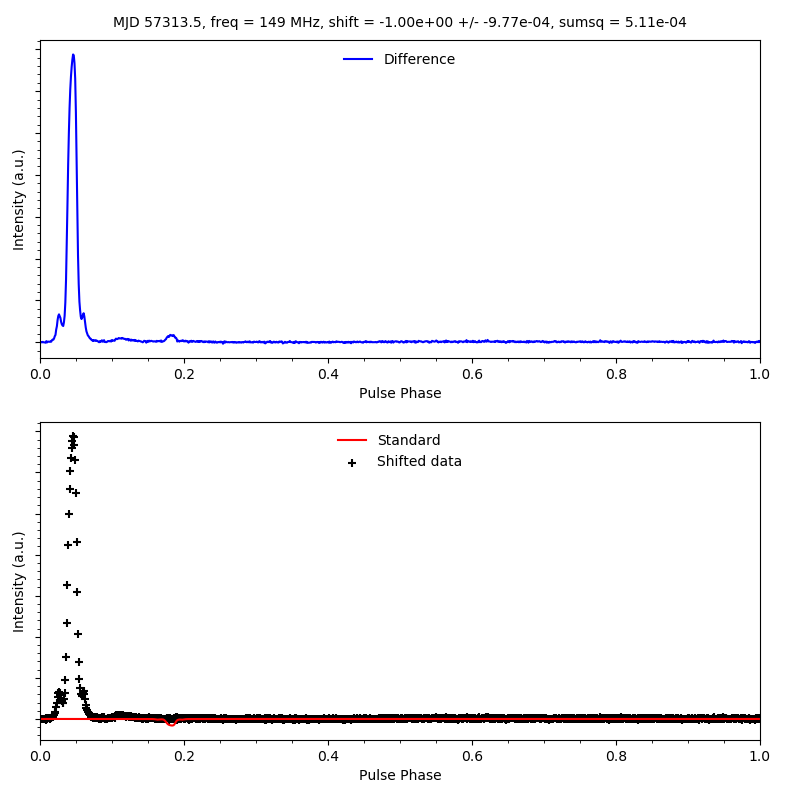 MJD 57313.5, freq = 149 MHz, shift = -1.00e+00 +/- -9.77e-04, sumsq = 5.11e-04
Difference
Intensity (a.u.)
0.0 0.2 0.4 0.6 0.8 1.0
Pulse Phase
Standard
Shifted data
Intensity (a.u.)
0.0 0.2 0.4 0.6 0.8 1.0
Pulse Phase